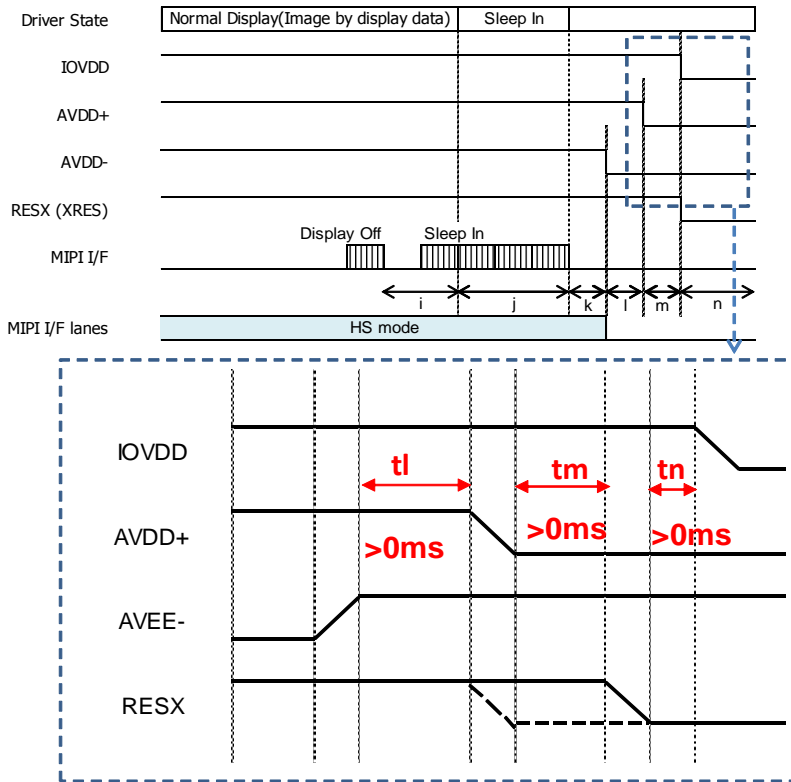 Driver State Normal Display(Image by display data) Sleep In
IOVDD
AVDD+
AVDD-
RESX (XRES)
Display Off Sleep In
MIPI I/F
i j k l m n
MIPI I/F lanes HS mode
IOVDD
tl tm tn
AVDD+ >0ms >0ms >0ms
AVEE-
RESX